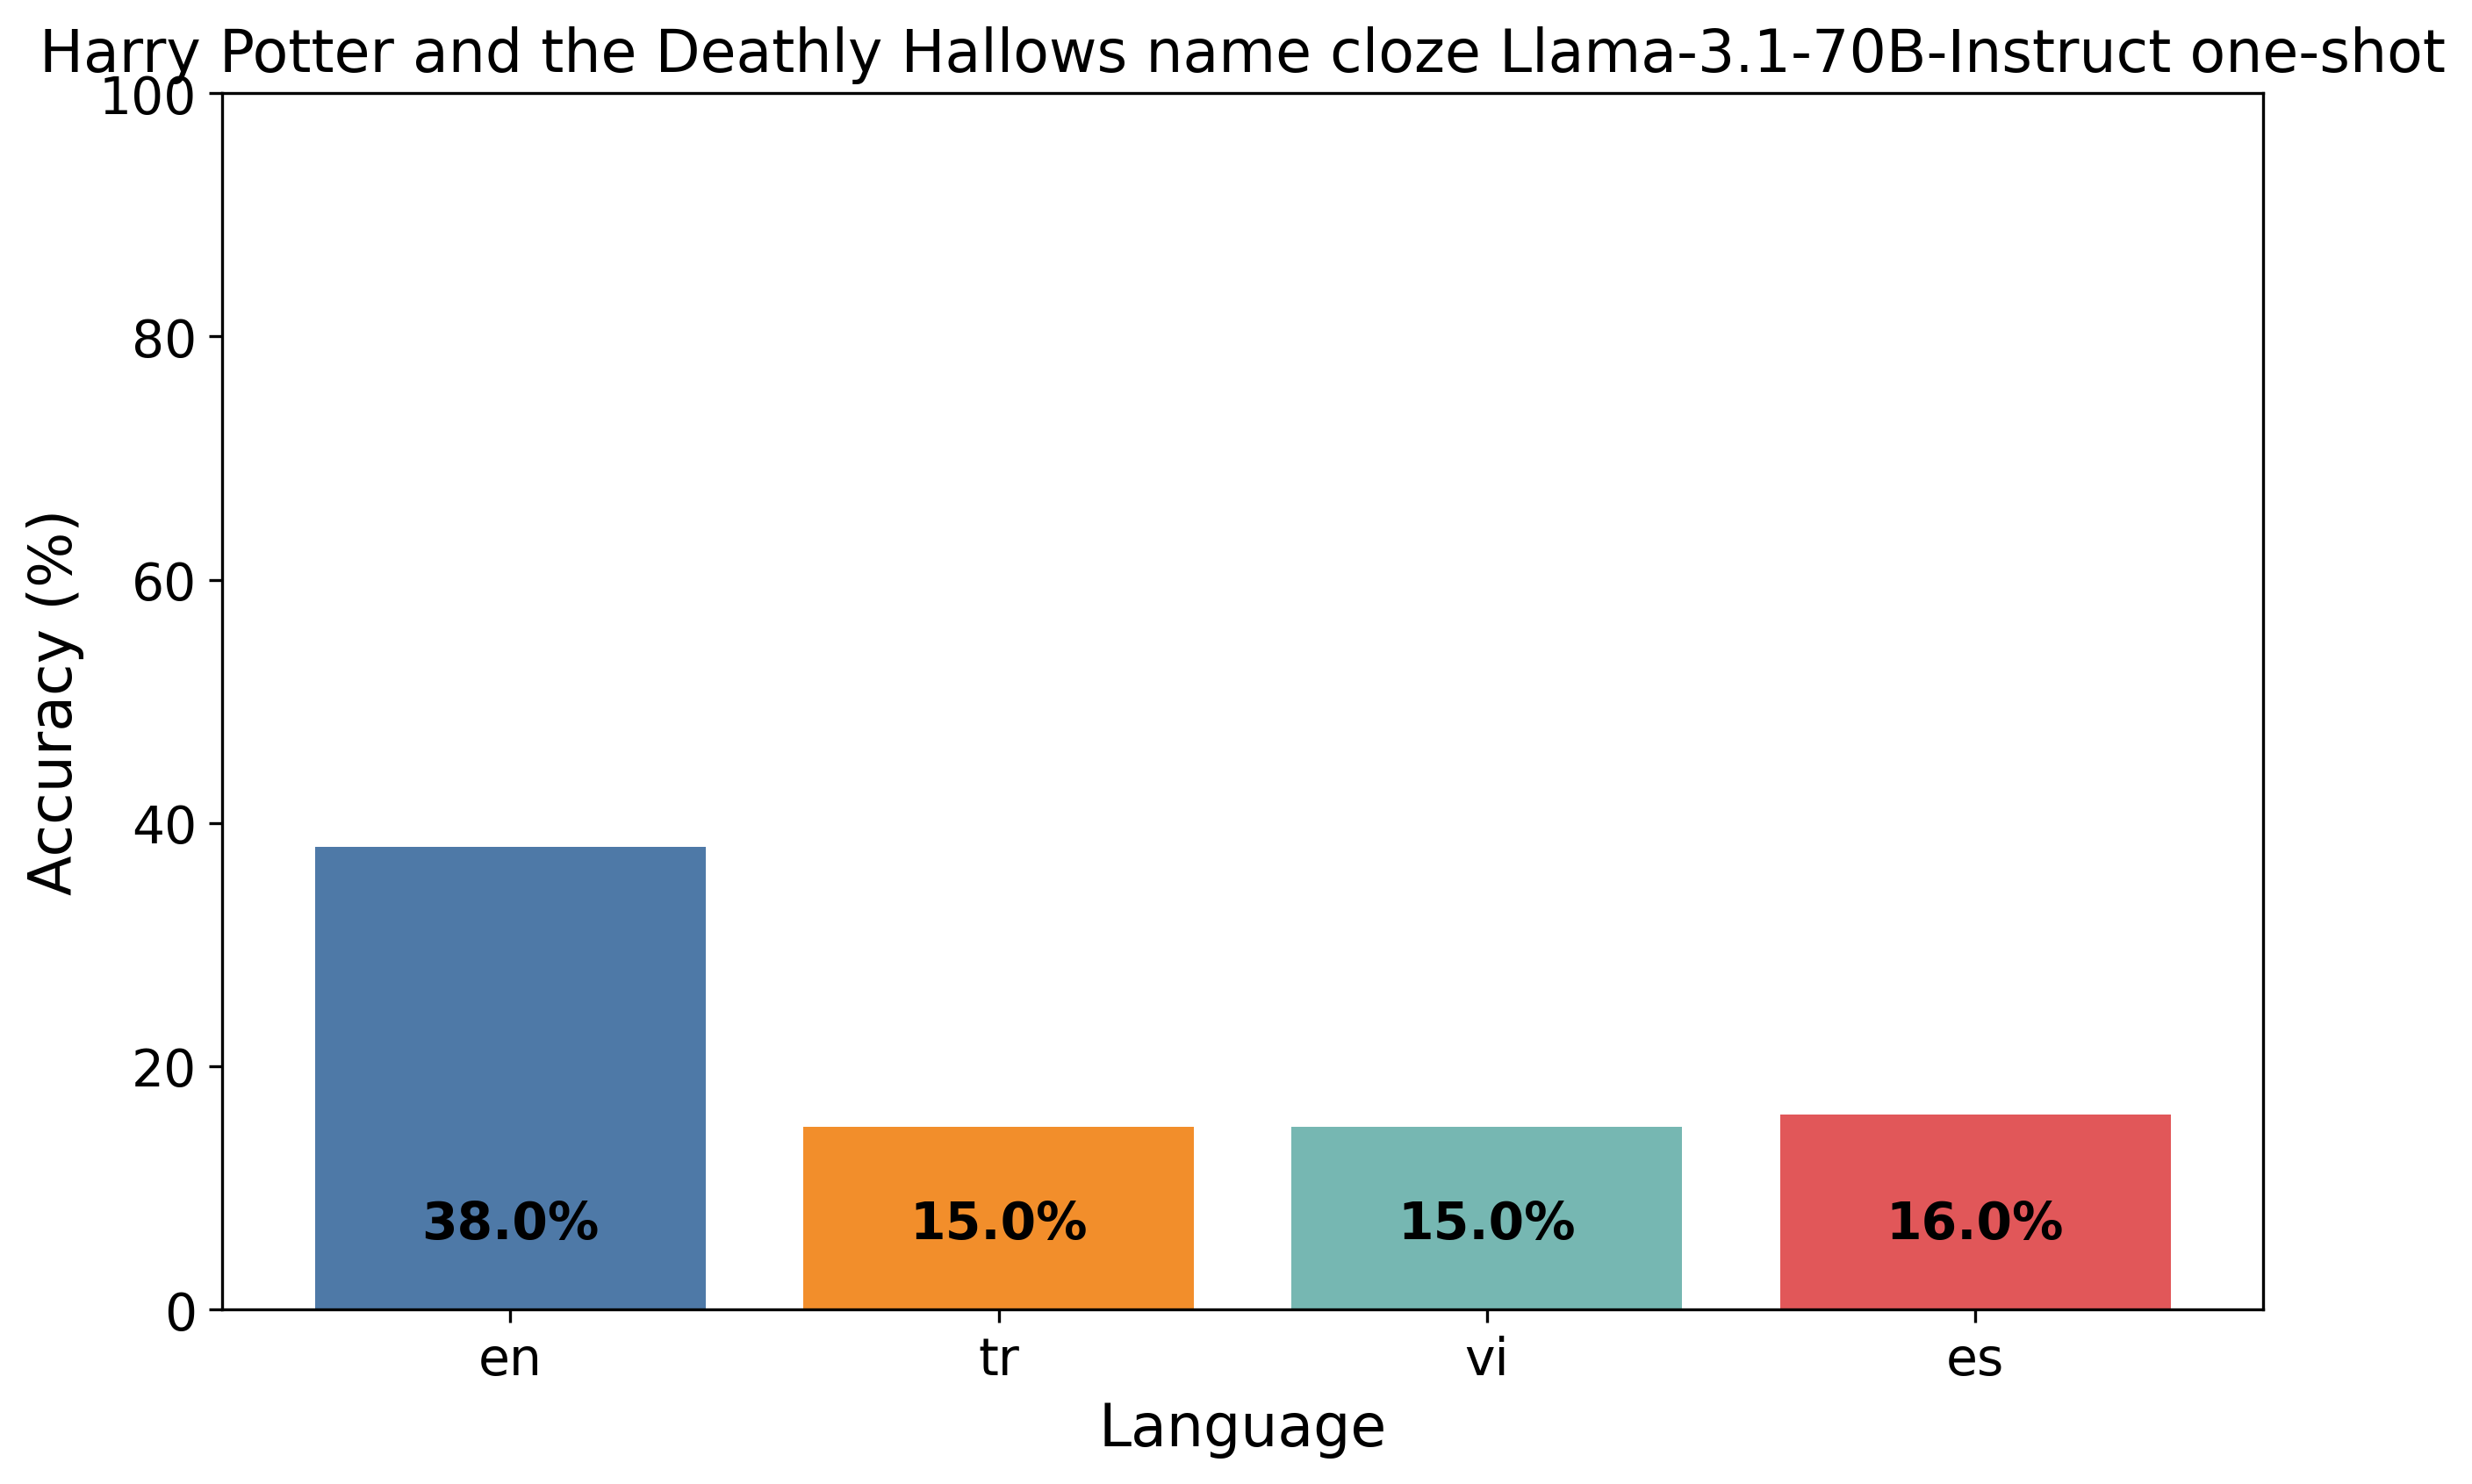 Harry Potter and the Deathly Hallows name cloze Llama-3.1-70B-Instruct one-shot
100
80
60
40
20
0
Accuracy (%)
38.0%
15.0%
15.0%
16.0%
en
tr
vi
es
Language